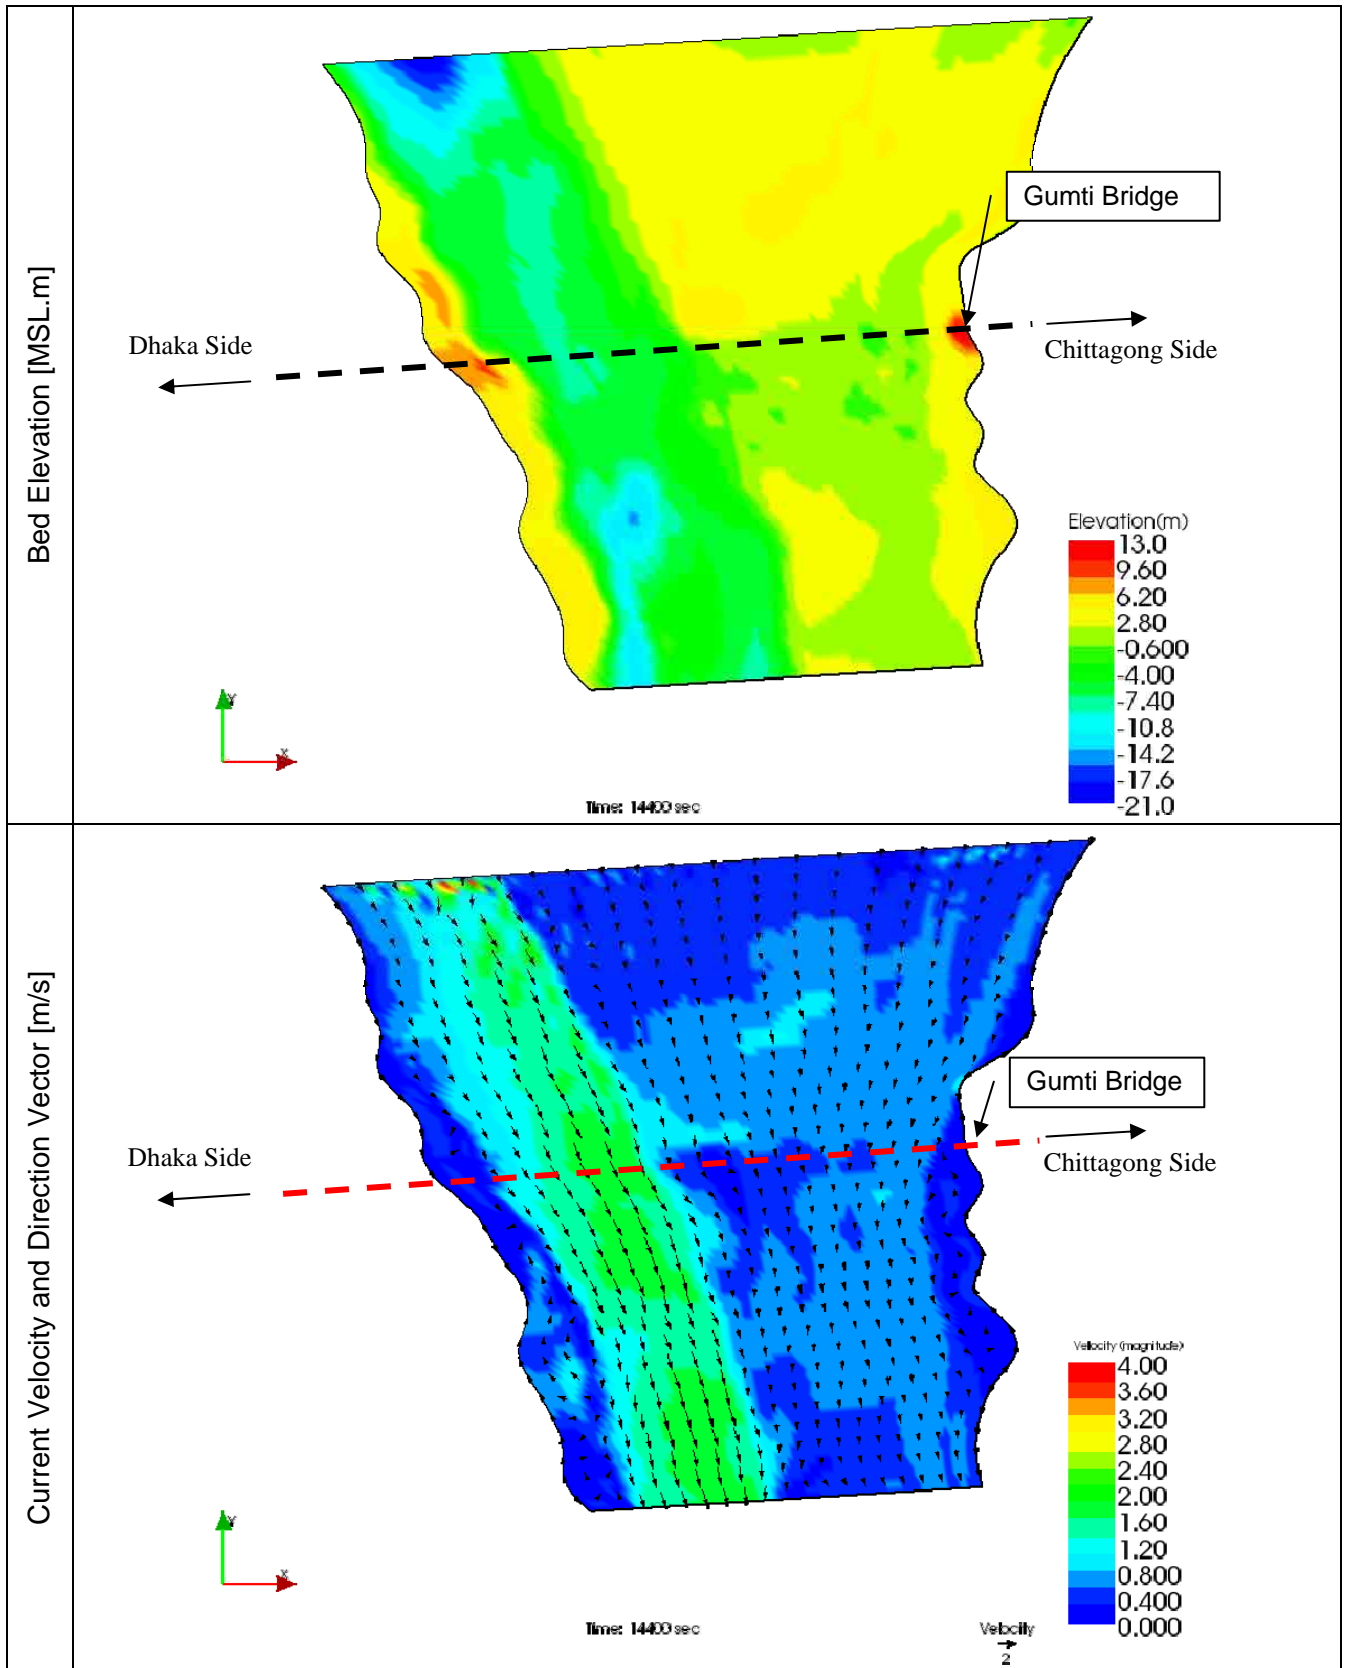 Bed Elevation [MSL.m]
Gumti Bridge
Dhaka Side
Chittagong Side
Elevation(m)
13.0
9.60
6.20
2.80
-0.600
-4.00
-7.40
-10.8
-14.2
-17.6
-21.0
Y
X
Time: 14400 sec
Current Velocity and Direction Vector [m/s]
Gumti Bridge
Dhaka Side
Chittagong Side
Velocity (magnitude)
4.00
3.60
3.20
2.80
2.40
2.00
1.60
1.20
0.800
0.400
0.000
Y
X
Time: 14400 sec
Velocity
2